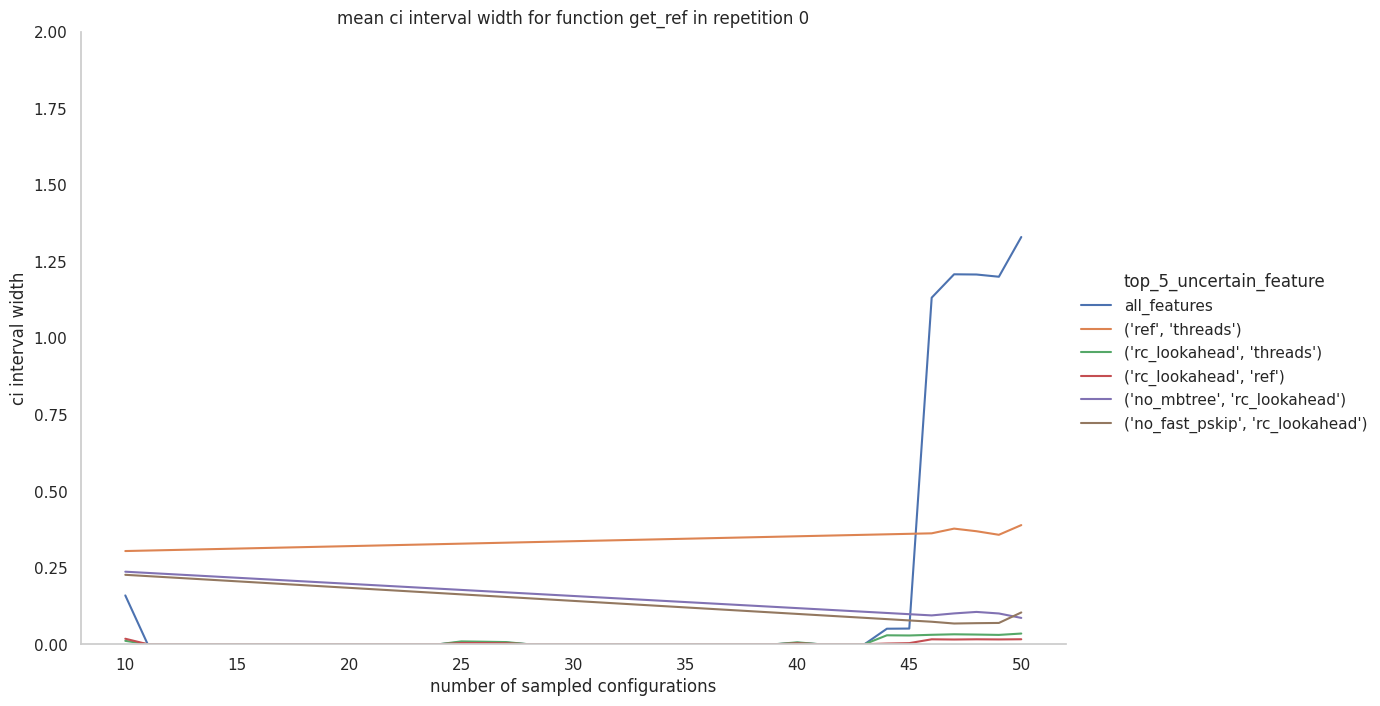 mean ci interval width for function get_ref in repetition 0
2.00
1.75
1.50
1.25
1.00
0.75
0.50
0.25
0.00
ci interval width
10
15
20
25
30
35
40
45
50
number of sampled configurations
top_5_uncertain_feature
all_features
('ref', 'threads')
('rc_lookahead', 'threads')
('rc_lookahead', 'ref')
('no_mbtree', 'rc_lookahead')
('no_fast_pskip', 'rc_lookahead')